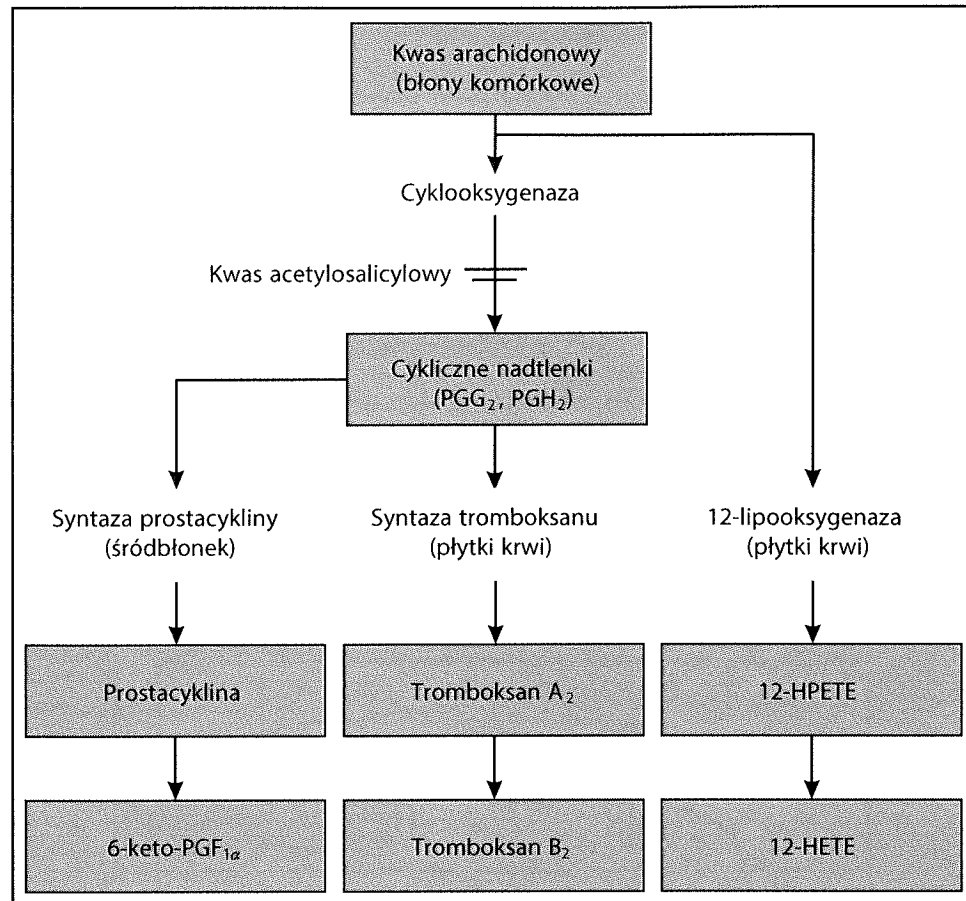 Kwas arachidonowy
(błony komórkowe)
Cyklooksygenaza
Kwas acetylosalicylowy
Cykliczne nadtlenki
(PGG₂, PGH₂)
Syntaza prostacykliny
(śródbłonek)
Syntaza tromboksanu
(płytki krwi)
12-lipooksygenaza
(płytki krwi)
Prostacyklina
Tromboksan A₂
12-HPETE
6-keto-PGF₁α
Tromboksan B₂
12-HETE